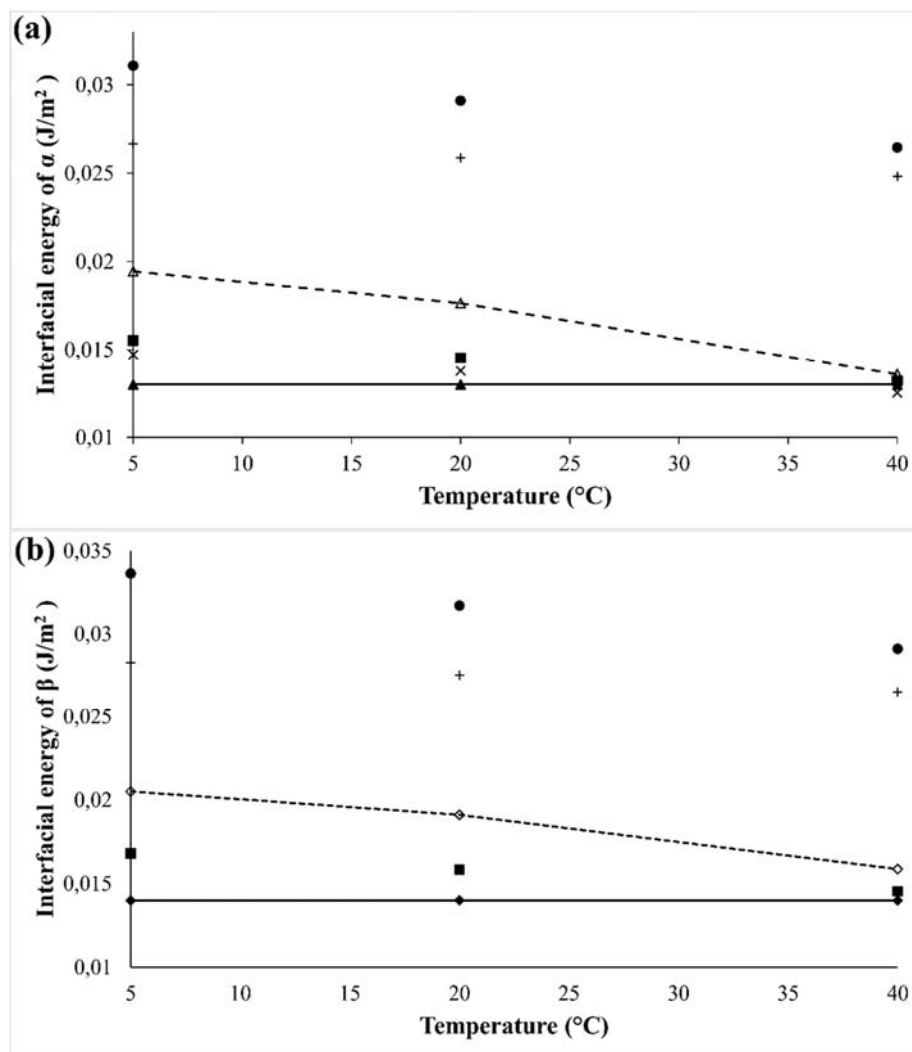 (a)
Interfacial energy of α (J/m²)
0,03
0,025
0,02
0,015
0,01
5 10 15 20 25 30 35 40
Temperature (°C)
(b)
Interfacial energy of β (J/m²)
0,035
0,03
0,025
0,02
0,015
0,01
5 10 15 20 25 30 35 40
Temperature (°C)